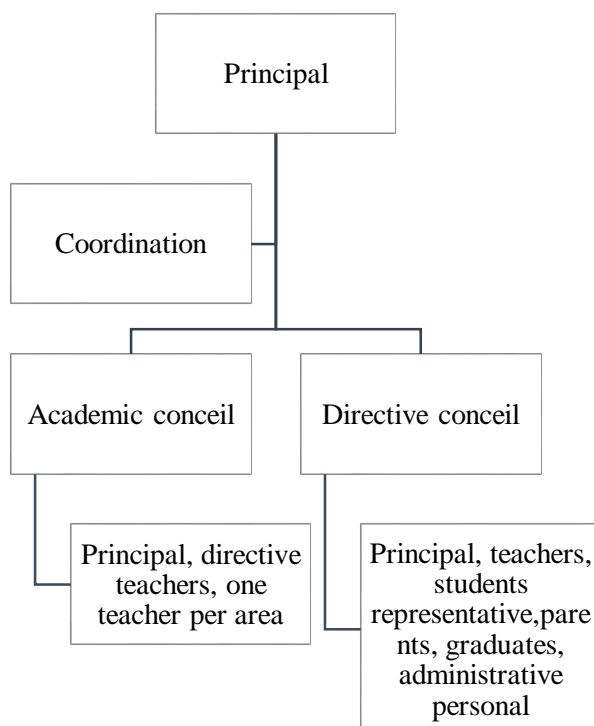 Principal
Coordination
Academic conceil
Directive conceil
Principal, directive
teachers, one
teacher per area
Principal, teachers,
students
representative,pare
nts, graduates,
administrative
personal